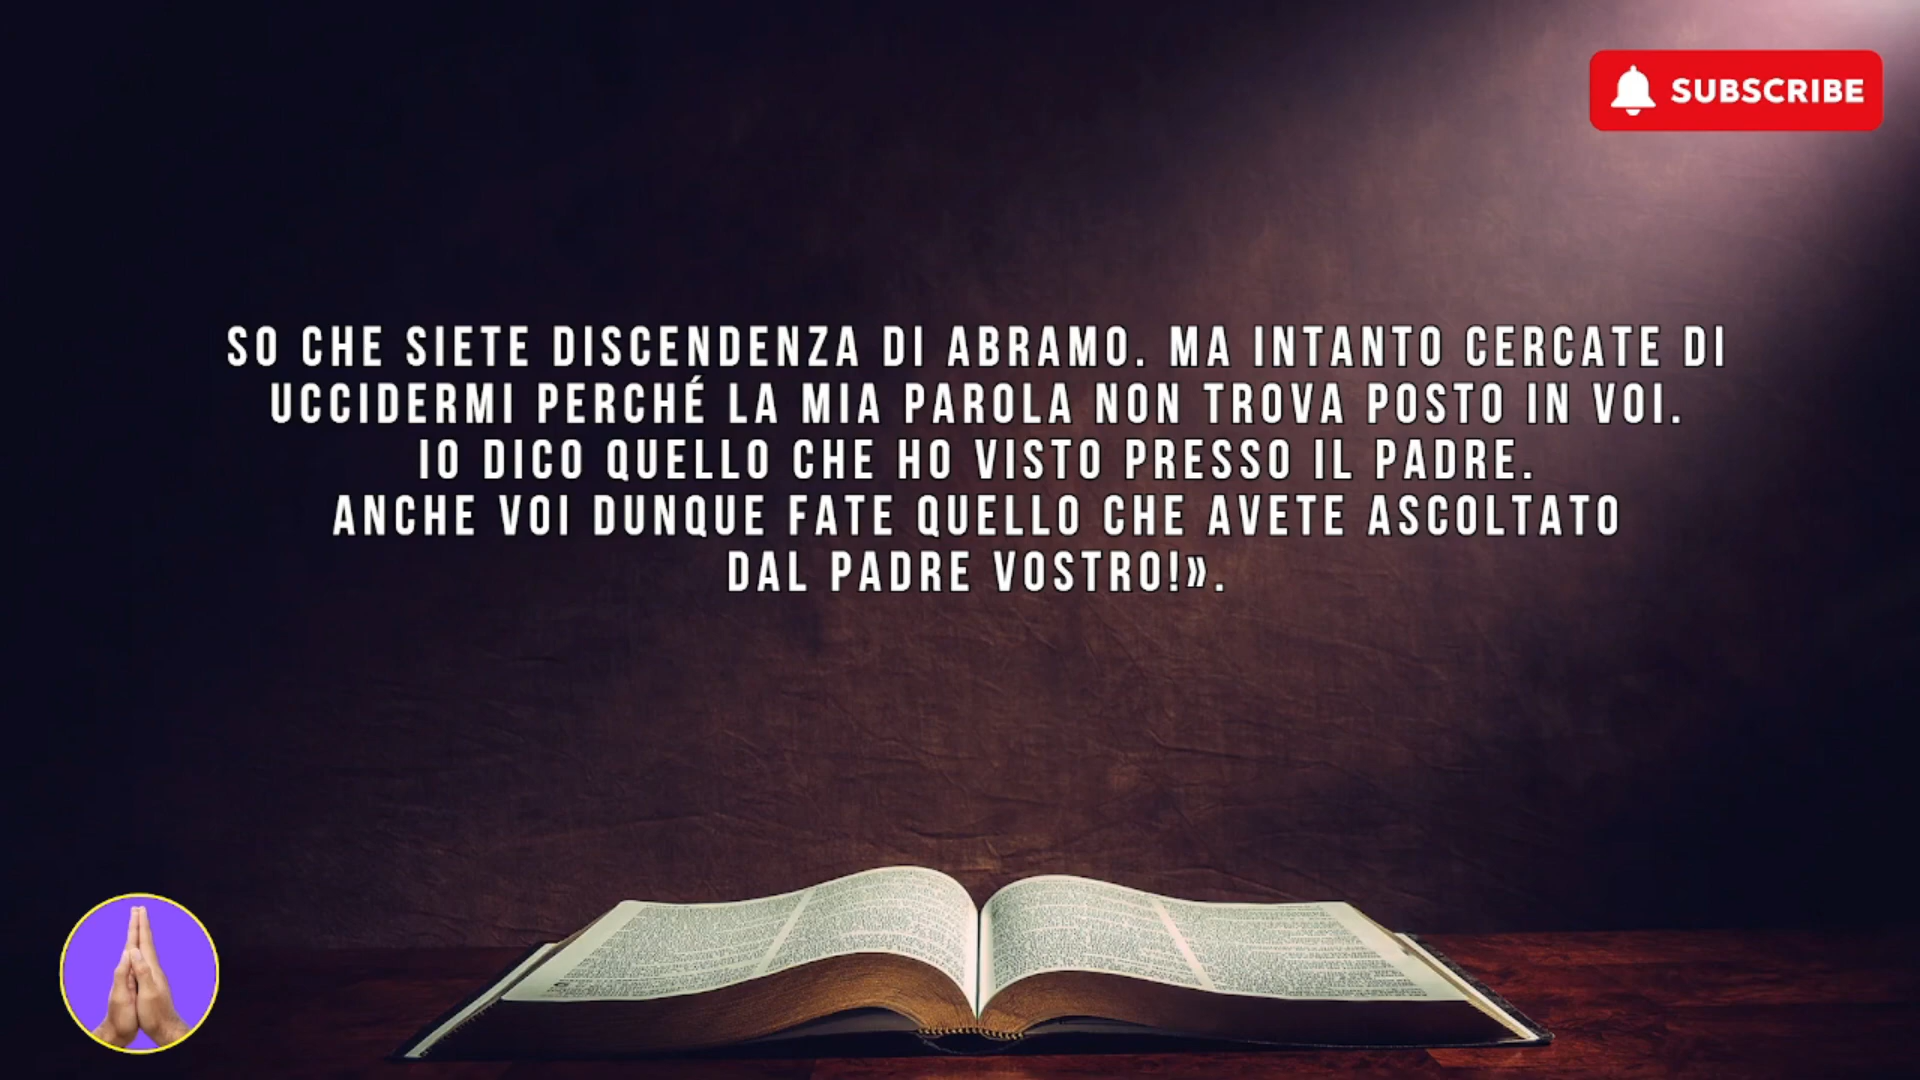 SUBSCRIBE
SO CHE SIETE DISCENDENZA DI ABRAMO. MA INTANTO CERCATE DI
UCCIDERMI PERCHÉ LA MIA PAROLA NON TROVA POSTO IN VOI.
IO DICO QUELLO CHE HO VISTO PRESSO IL PADRE.
ANCHE VOI DUNQUE FATE QUELLO CHE AVETE ASCOLTATO
DAL PADRE VOSTRO!».